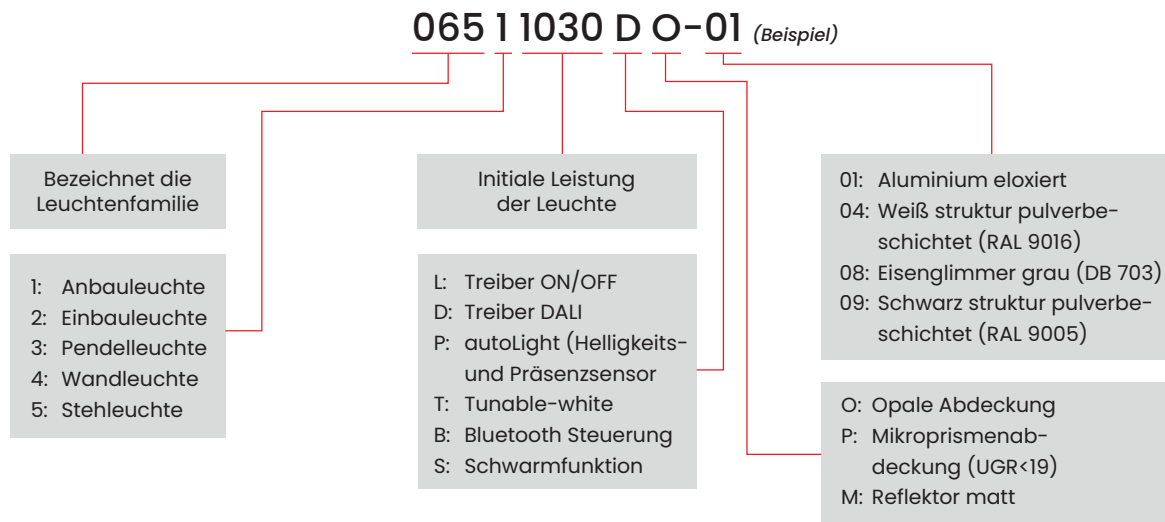 065 1 1030 D O-01 (Beispiel)
Bezeichnet die
Leuchtenfamilie
1: Anbauleuchte
2: Einbauleuchte
3: Pendelleuchte
4: Wandleuchte
5: Stehleuchte
Initiale Leistung
der Leuchte
L: Treiber ON/OFF
D: Treiber DALI
P: autoLight (Helligkeits-
und Präsenzsensor
T: Tunable-white
B: Bluetooth Steuerung
S: Schwarmfunktion
01: Aluminium eloxiert
04: Weiß struktur pulverbe-
schichtet (RAL 9016)
08: Eisenglimmer grau (DB 703)
09: Schwarz struktur pulverbe-
schichtet (RAL 9005)
O: Opale Abdeckung
P: Mikroprismenab-
deckung (UGR<19)
M: Reflektor matt